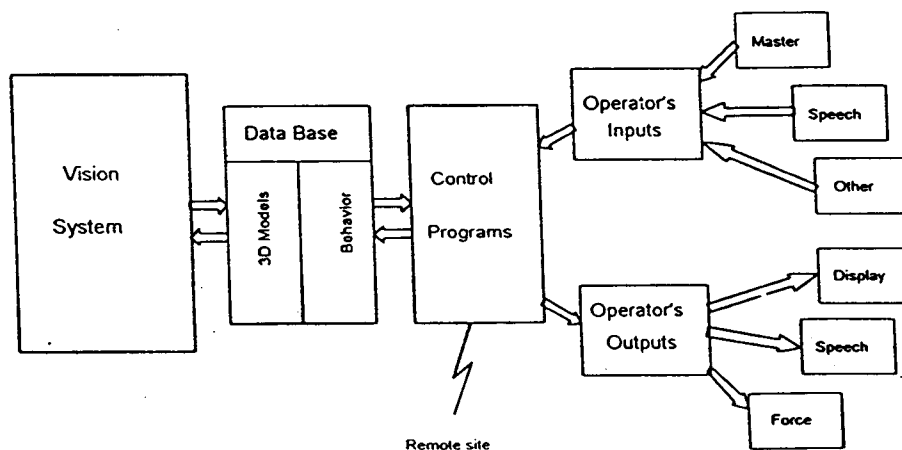 Vision
System
Data Base
3D Models
Behavior
Control
Programs
Operator's
Inputs
Master
Speech
Other
Operator's
Outputs
Display
Speech
Force
Remote site